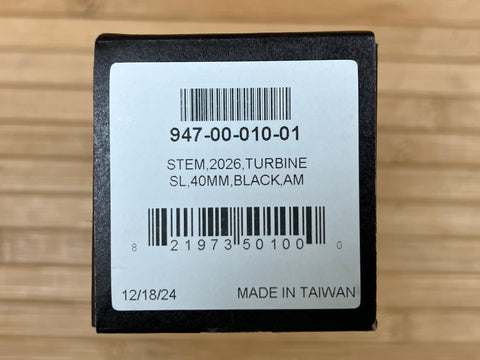 947-00-010-01
STEM,2026,TURBINE
SL,40MM,BLACK,AM
8 21973 50100 0
12/18/24 MADE IN TAIWAN